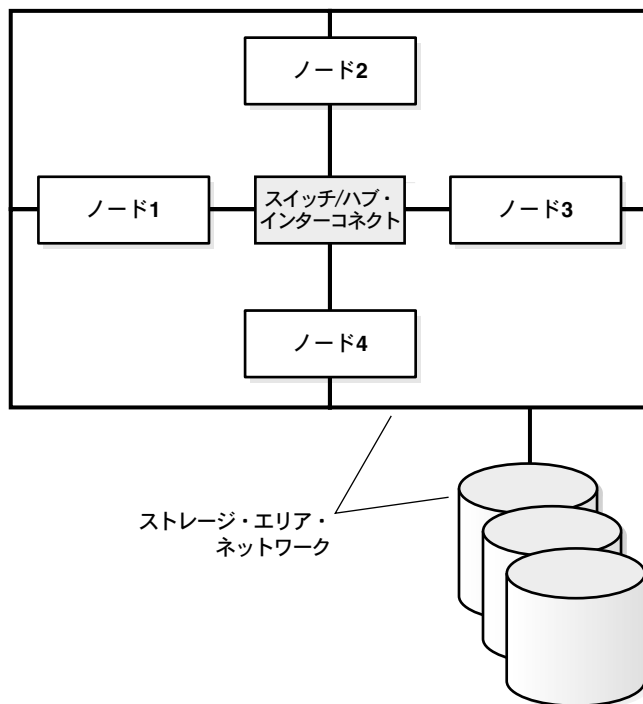 ノード2
ノード1
スイッチ/ハブ・
インターコネクト
ノード3
ノード4
ストレージ・エリア・
ネットワーク